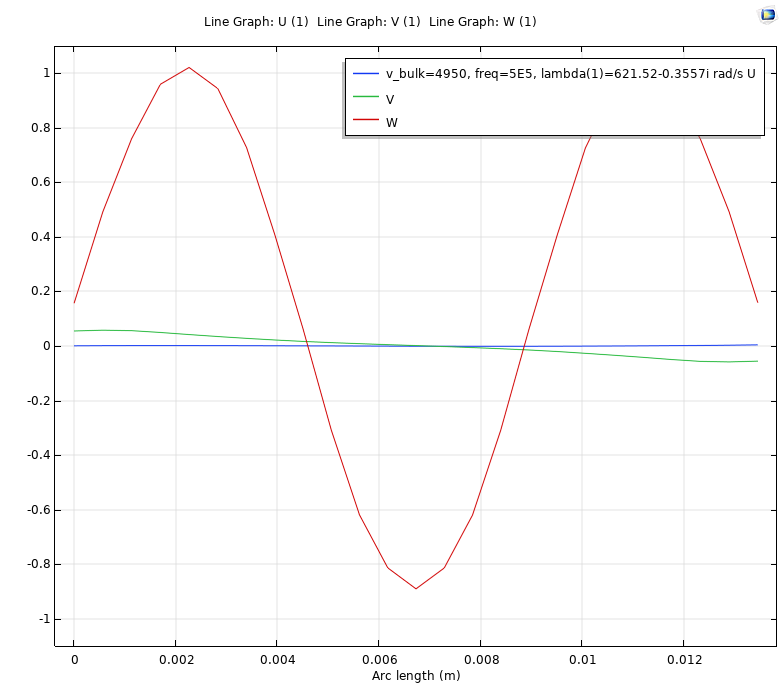 Line Graph: U (1)  Line Graph: V (1)  Line Graph: W (1)
v_bulk=4950, freq=5E5, lambda(1)=621.52-0.3557i rad/s U
V
W
1
0.8
0.6
0.4
0.2
0
-0.2
-0.4
-0.6
-0.8
-1
0 0.002 0.004 0.006 0.008 0.01 0.012
Arc length (m)